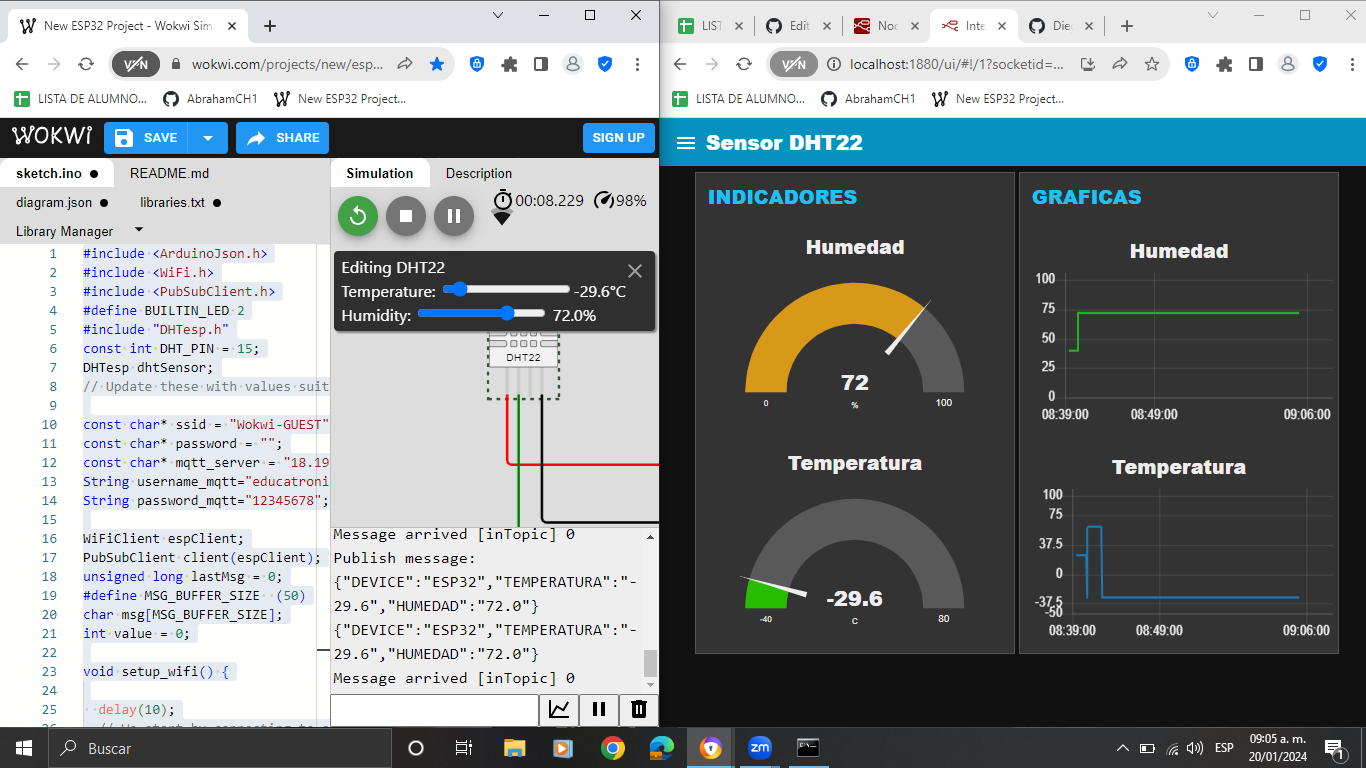 New ESP32 Project - Wokwi Sim
wokwi.com/projects/new/esp...
LISTA DE ALUMNO...
AbrahamCH1
New ESP32 Project...
WOKWI
SAVE
SHARE
SIGN UP
sketch.ino
README.md
diagram.json
libraries.txt
Library Manager
1 #include <ArduinoJson.h>
2 #include <WiFi.h>
3 #include <PubSubClient.h>
4 #define BUILTIN_LED 2
5 #include "DHTesp.h"
6 const int DHT_PIN = 15;
7 DHTesp dhtSensor;
8 // Update these with values suit
9
10 const char* ssid = "Wokwi-GUEST"
11 const char* password = "";
12 const char* mqtt_server = "18.19
13 String username_mqtt="educatroni
14 String password_mqtt="12345678";
15
16 WiFiClient espClient;
17 PubSubClient client(espClient);
18 unsigned long lastMsg = 0;
19 #define MSG_BUFFER_SIZE (50)
20 char msg[MSG_BUFFER_SIZE];
21 int value = 0;
22
23 void setup_wifi() {
24
25 delay(10);
Simulation
Description
00:08.229
98%
Editing DHT22
Temperature: -29.6°C
Humidity: 72.0%
DHT22
Message arrived [inTopic] 0
Publish message:
{"DEVICE":"ESP32","TEMPERATURA":"-
29.6","HUMEDAD":"72.0"}
{"DEVICE":"ESP32","TEMPERATURA":"-
29.6","HUMEDAD":"72.0"}
Message arrived [inTopic] 0
LIST
Edit
Noc
Inte
Die
VPN
localhost:1880/ui/#!/1?socketid=...
LISTA DE ALUMNO...
AbrahamCH1
New ESP32 Project...
Sensor DHT22
INDICADORES
Humedad
72
%
0
100
Temperatura
-29.6
C
-40
80
GRAFICAS
Humedad
100
75
50
25
0
08:39:00
08:49:00
09:06:00
Temperatura
100
75
37.5
0
-37.5
-50
08:39:00
08:49:00
09:06:00
Buscar
zm
ESP
09:05 a. m.
20/01/2024
1